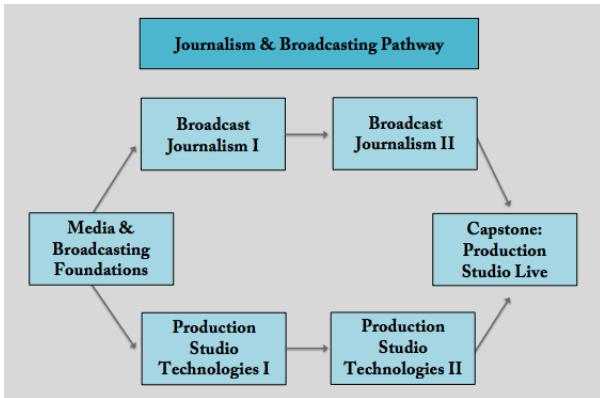 Journalism & Broadcasting Pathway
Broadcast
Journalism I
Broadcast
Journalism II
Media &
Broadcasting
Foundations
Capstone:
Production
Studio Live
Production
Studio
Technologies I
Production
Studio
Technologies II